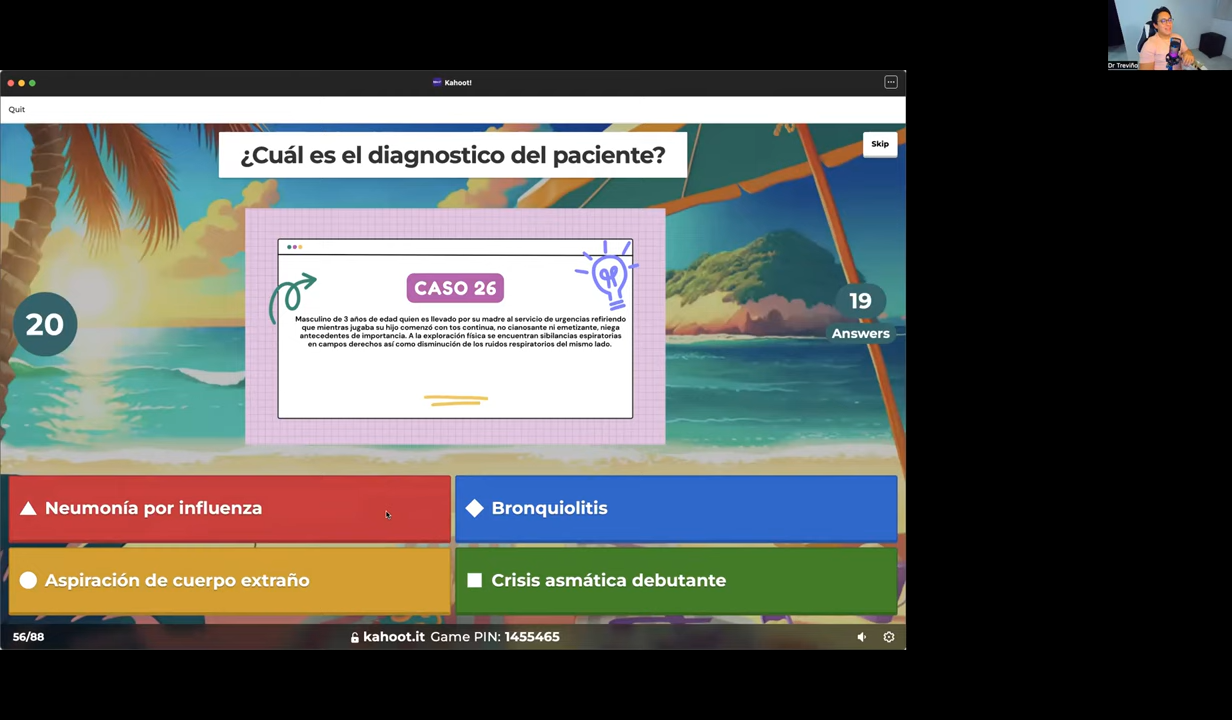 Dr Treviño
Kahoot!
Quit
¿Cuál es el diagnostico del paciente?
Skip
CASO 26
Masculino de 3 años de edad quien es llevado por su madre al servicio de urgencias refiriendo
que mientras jugaba su hijo comenzó con tos continua, no cianosante ni emetizante, niega
antecedentes de importancia. A la exploración física se encuentran sibilancias espiratorias
en campos derechos así como disminución de los ruidos respiratorios del mismo lado.
20
19
Answers
Neumonía por influenza
Bronquiolitis
Aspiración de cuerpo extraño
Crisis asmática debutante
56/88
kahoot.it Game PIN: 1455465